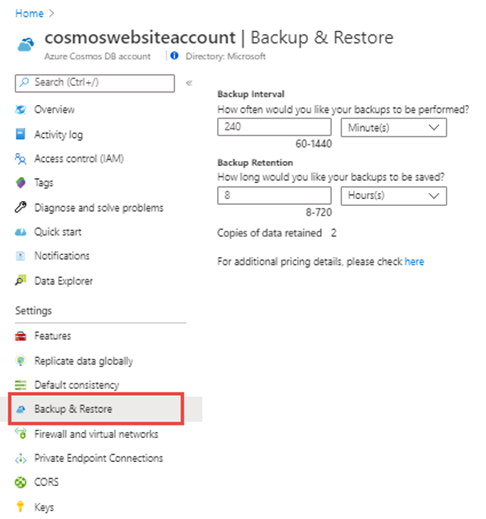 Home >
cosmoswebsiteaccount | Backup & Restore
Azure Cosmos DB account
Directory: Microsoft
Search (Ctrl+/)
«
Overview
Activity log
Access control (IAM)
Tags
Diagnose and solve problems
Quick start
Notifications
Data Explorer
Settings
Features
Replicate data globally
Default consistency
Backup & Restore
Firewall and virtual networks
Private Endpoint Connections
CORS
Keys
Backup Interval
How often would you like your backups to be performed?
240 Minute(s)
60-1440
Backup Retention
How long would you like your backups to be saved?
8 Hours(s)
8-720
Copies of data retained 2
For additional pricing details, please check here